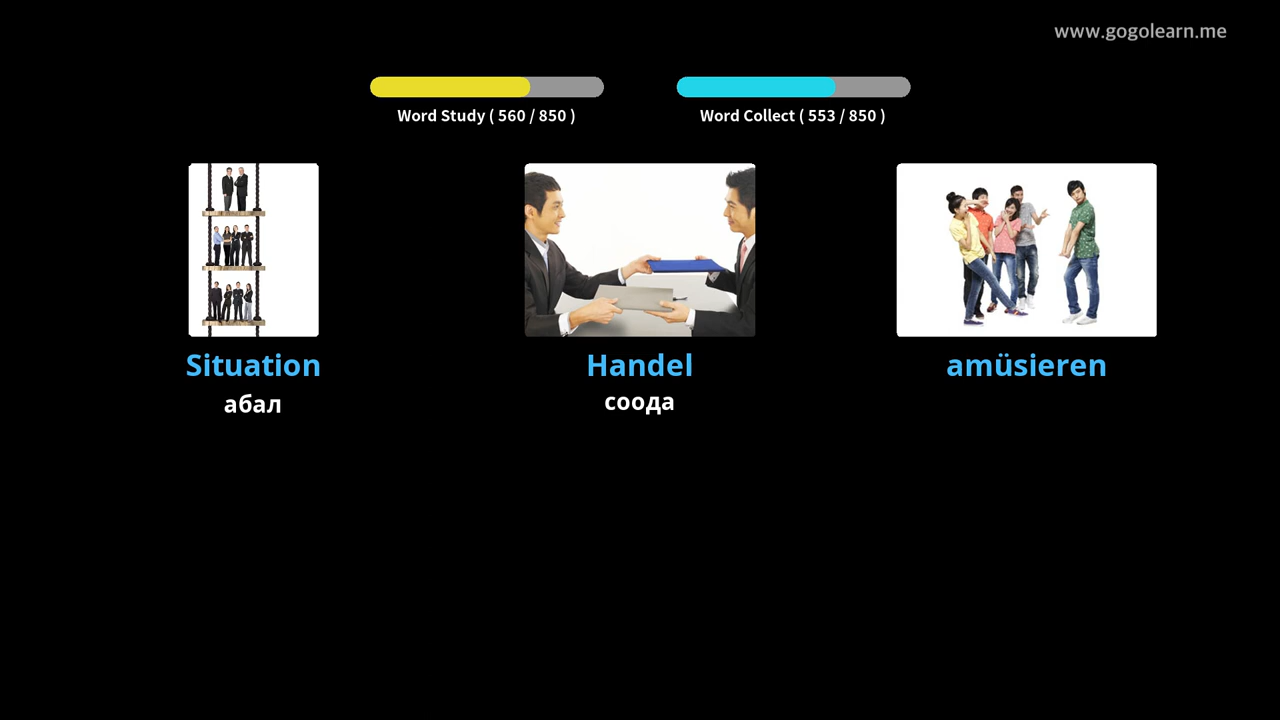 www.gogolearn.me
Word Study ( 560 / 850 )
Word Collect ( 553 / 850 )
Situation
абал
Handel
соода
amüsieren